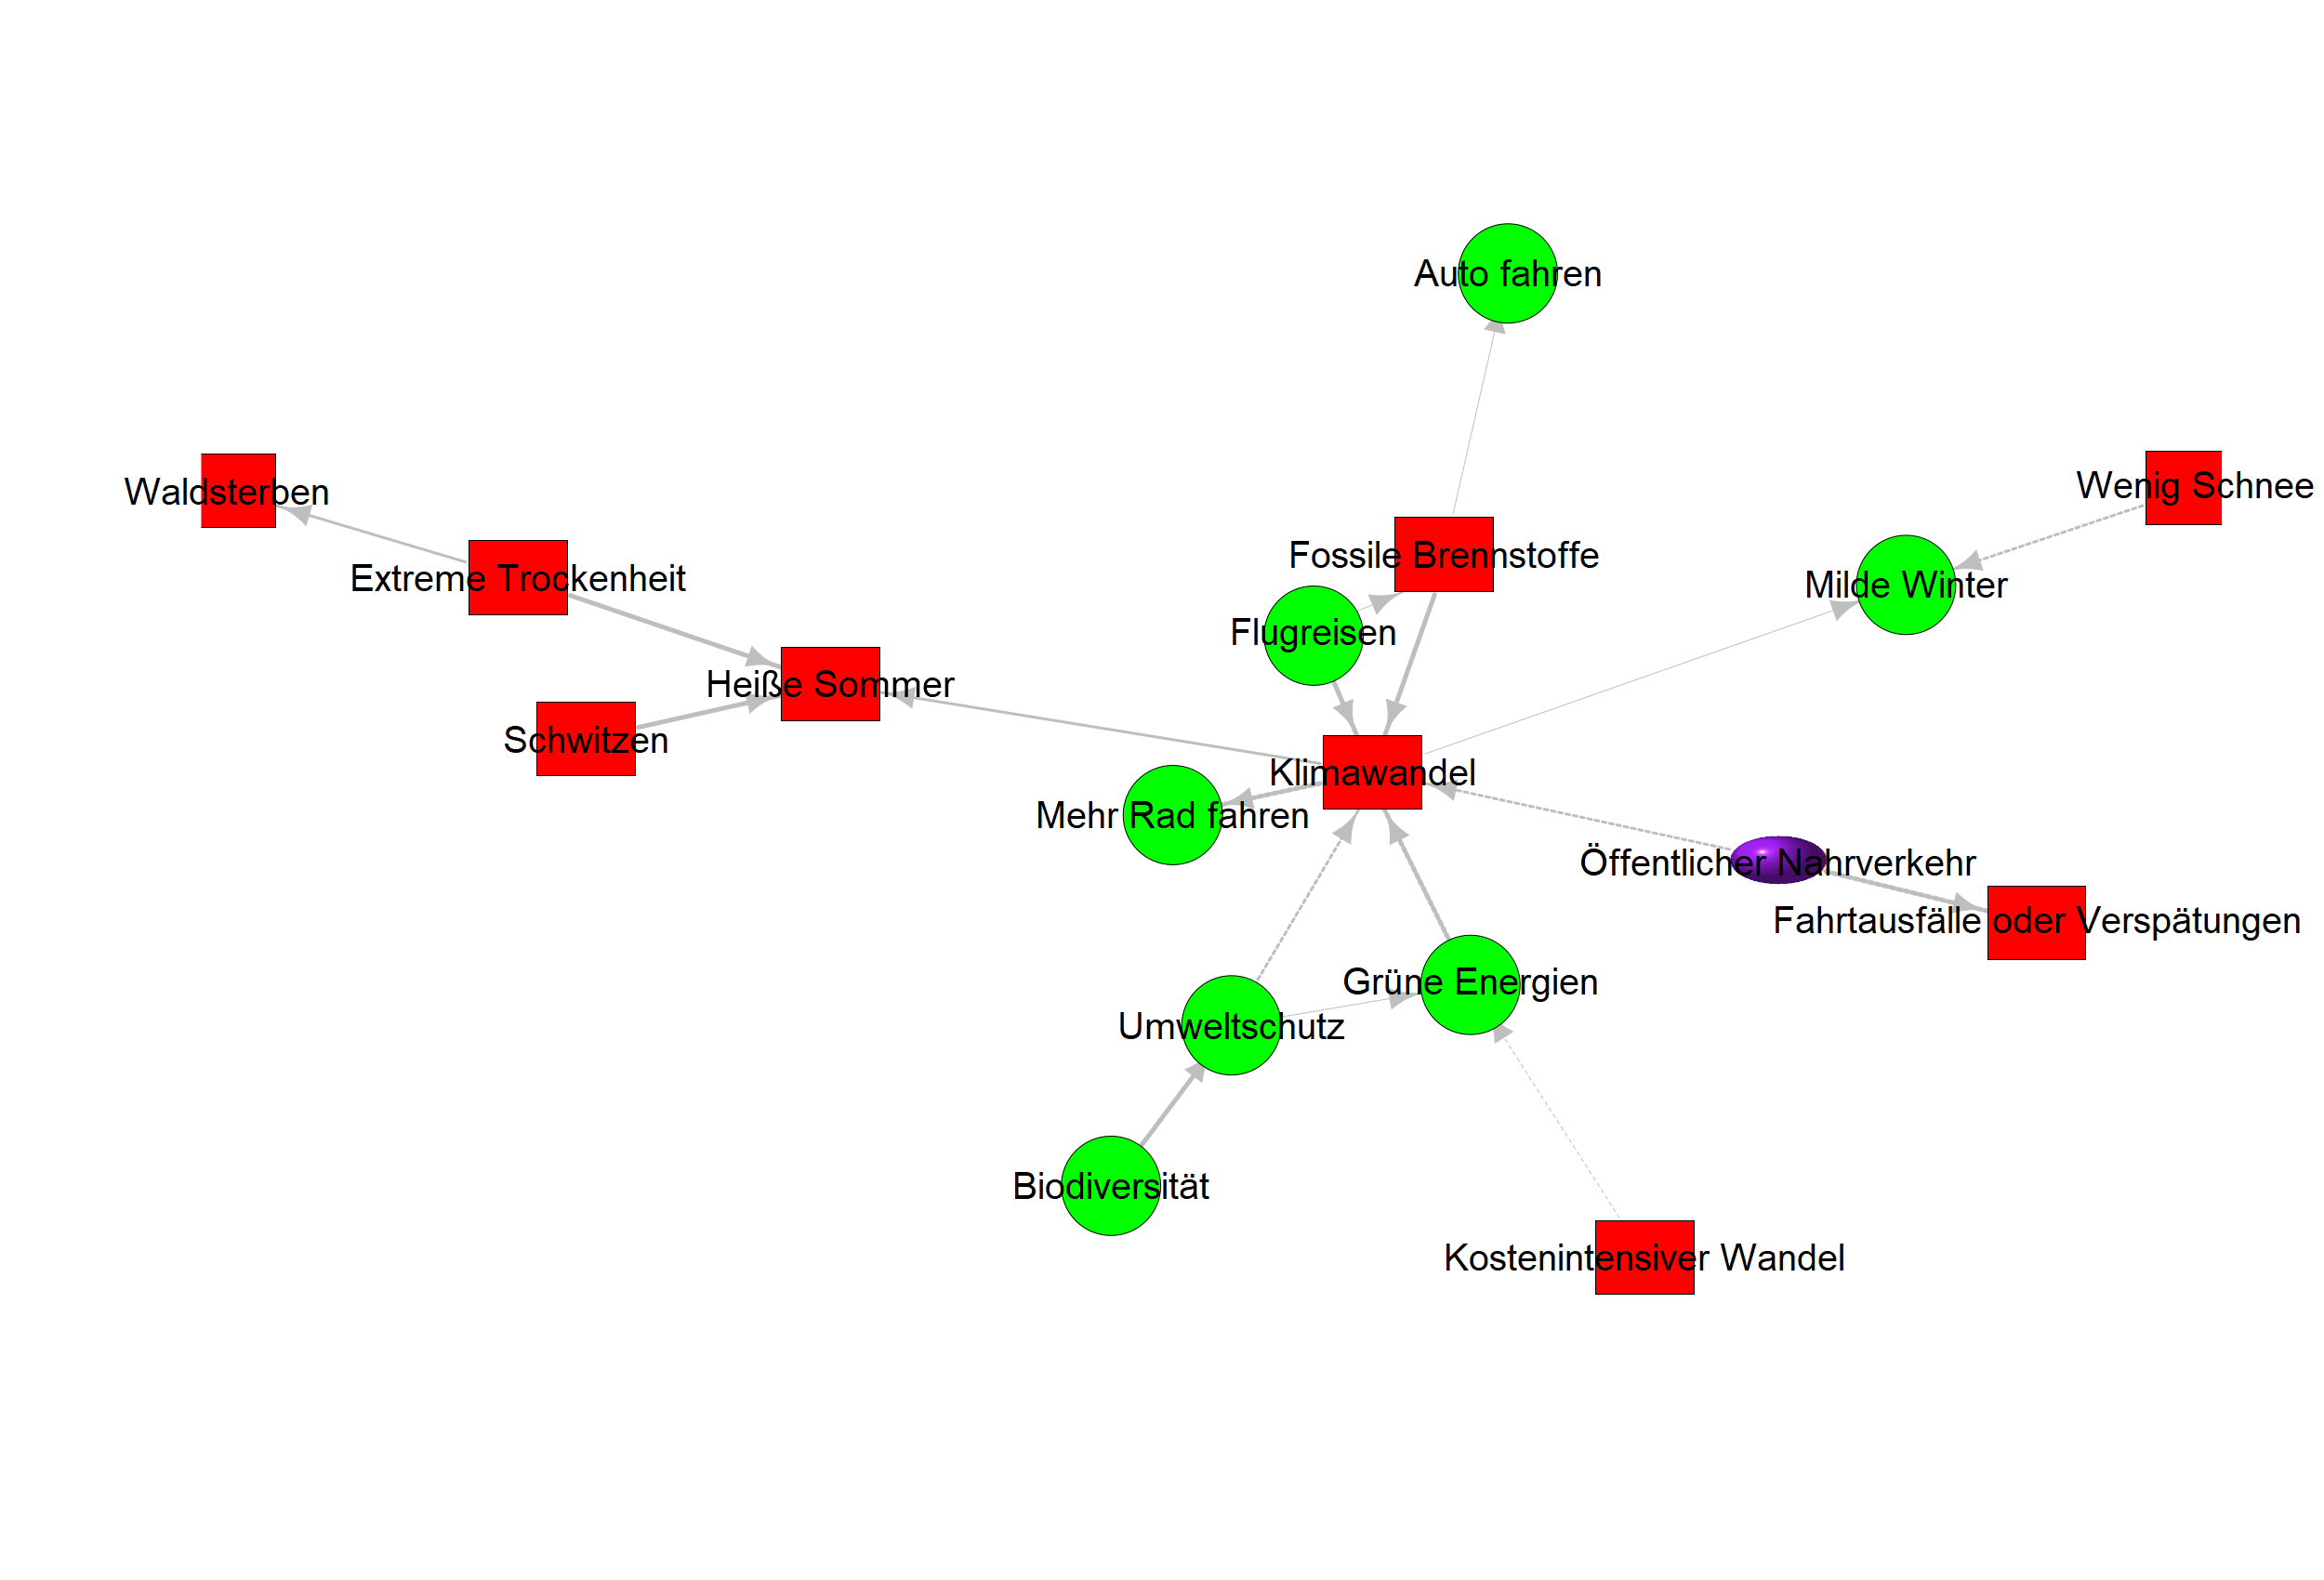 Auto fahren
Waldsterben
Wenig Schnee
Fossile Brennstoffe
Extreme Trockenheit
Milde Winter
Flugreisen
Heiße Sommer
Schwitzen
Klimawandel
Mehr Rad fahren
Öffentlicher Nahrverkehr
Fahrtausfälle oder Verspätungen
Grüne Energien
Umweltschutz
Biodiversität
Kostenintensiver Wandel